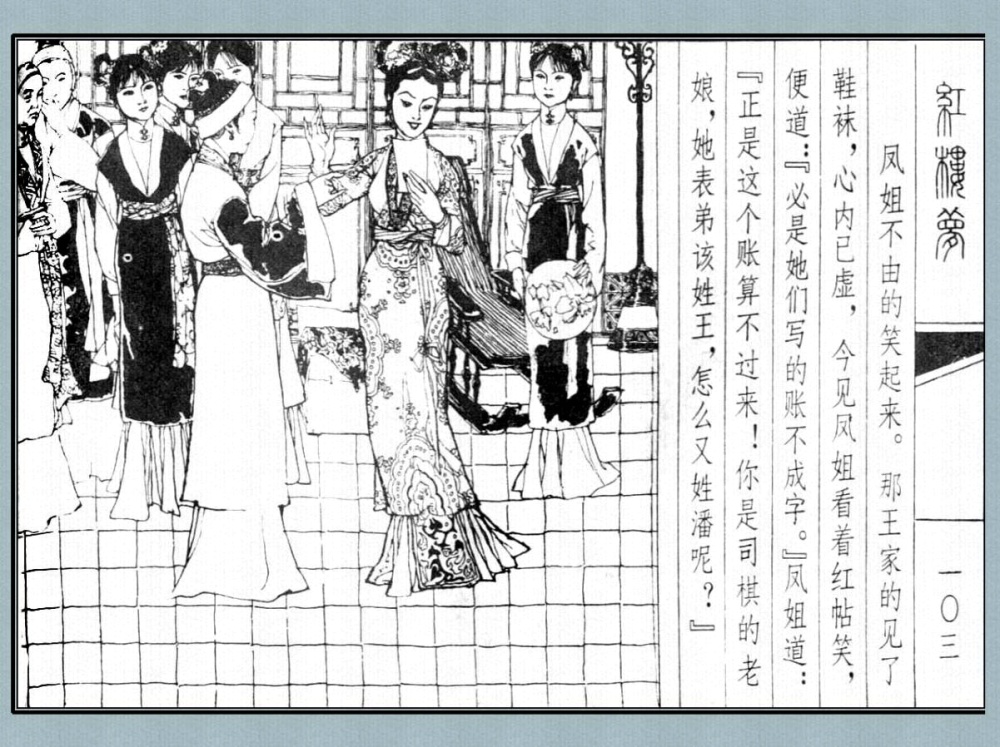 红楼梦
一〇三
凤姐不由的笑起来。那王家的见了
鞋袜，心内已虚，今见凤姐看着红帖笑，
便道：『必是她们写的账不成字。』凤姐道：
『正是这个账算不过来！你是司棋的老
娘，她表弟该姓王，怎么又姓潘呢？』